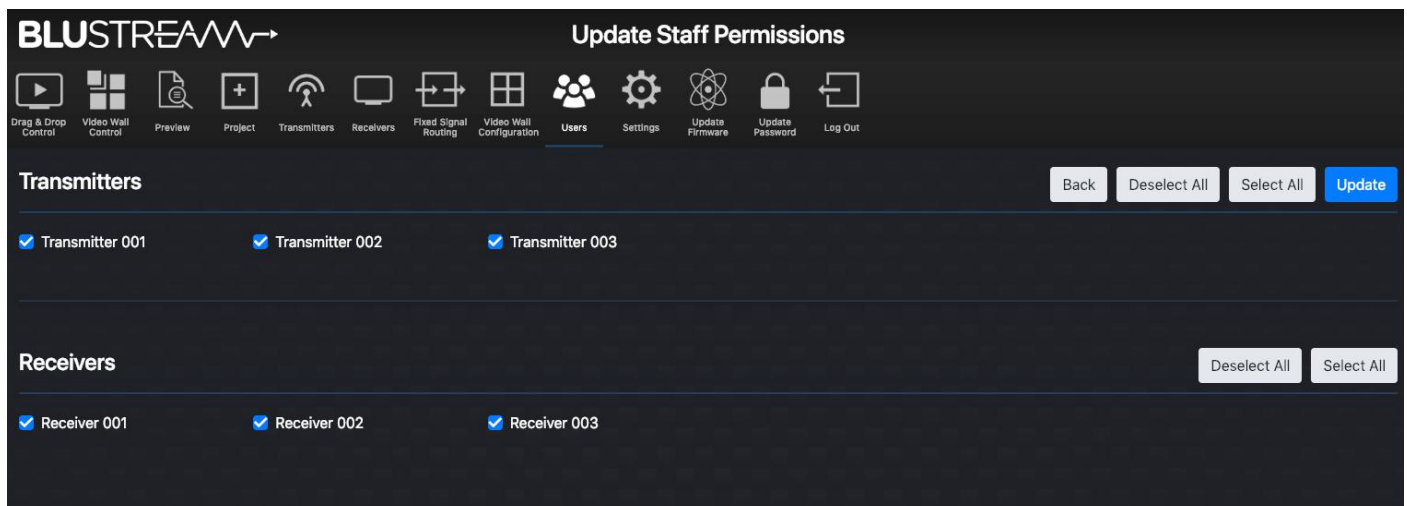 BLUSTREAM
Update Staff Permissions
Drag & Drop
Control
Video Wall
Control
Preview
Project
Transmitters
Receivers
Fixed Signal
Routing
Video Wall
Configuration
Users
Settings
Update
Firmware
Update
Password
Log Out
Transmitters
Back
Deselect All
Select All
Update
Transmitter 001
Transmitter 002
Transmitter 003
Receivers
Deselect All
Select All
Receiver 001
Receiver 002
Receiver 003